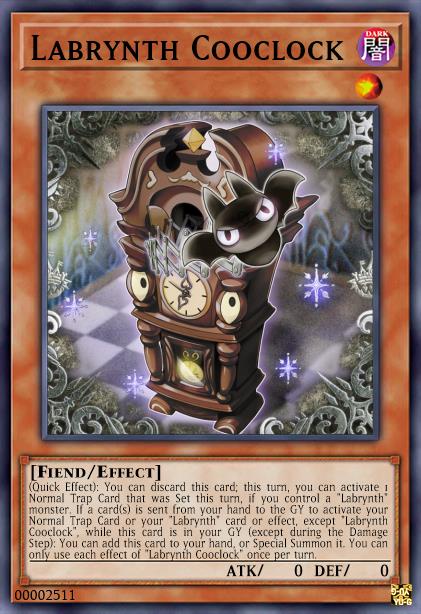 LABRYNTH COOCLOCK
DARK
闇
[FIEND/EFFECT]
(Quick Effect): You can discard this card; this turn, you can activate 1
Normal Trap Card that was Set this turn, if you control a "Labrynth"
monster. If a card(s) is sent from your hand to the GY to activate your
Normal Trap Card or your "Labrynth" card or effect, except "Labrynth
Cooclock", while this card is in your GY (except during the Damage
Step): You can add this card to your hand, or Special Summon it. You can
only use each effect of "Labrynth Cooclock" once per turn.
ATK/ 0 DEF/ 0
00002511